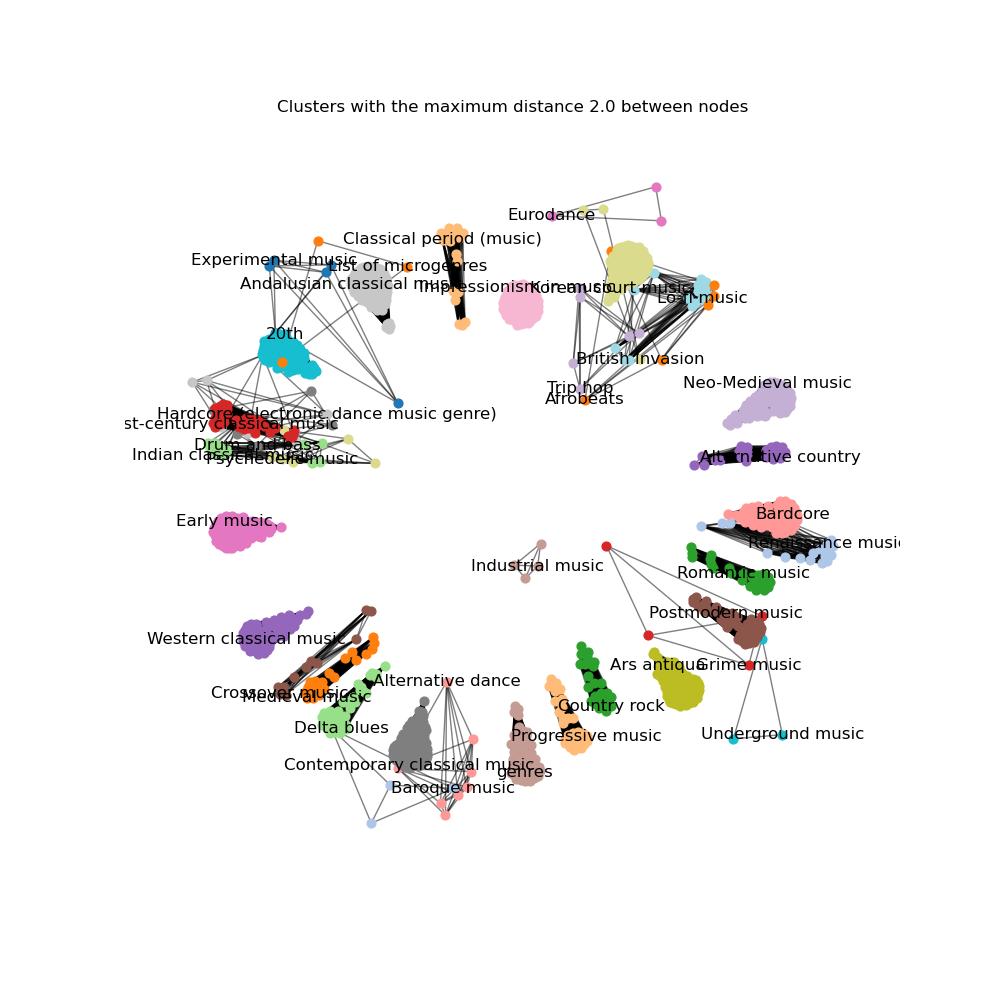 Clusters with the maximum distance 2.0 between nodes
Eurodance
Classical period (music)
Experimental music
List of microgenres
Andalusian classical music
Impressionism in music
Korean court music
Lo-fi music
20th
British Invasion
Neo-Medieval music
Trip hop
Afrobeats
Hardcore (electronic dance music genre)
st-century classical music
Drum and bass
Indian classical music
Psychedelic music
Alternative country
Early music
Bardcore
Renaissance musi
Industrial music
Romantic music
Postmodern music
Western classical music
Ars antiqua
Grime music
Alternative dance
Crossover music
Medieval music
Country rock
Delta blues
Progressive music
Underground music
Contemporary classical music
genres
Baroque music